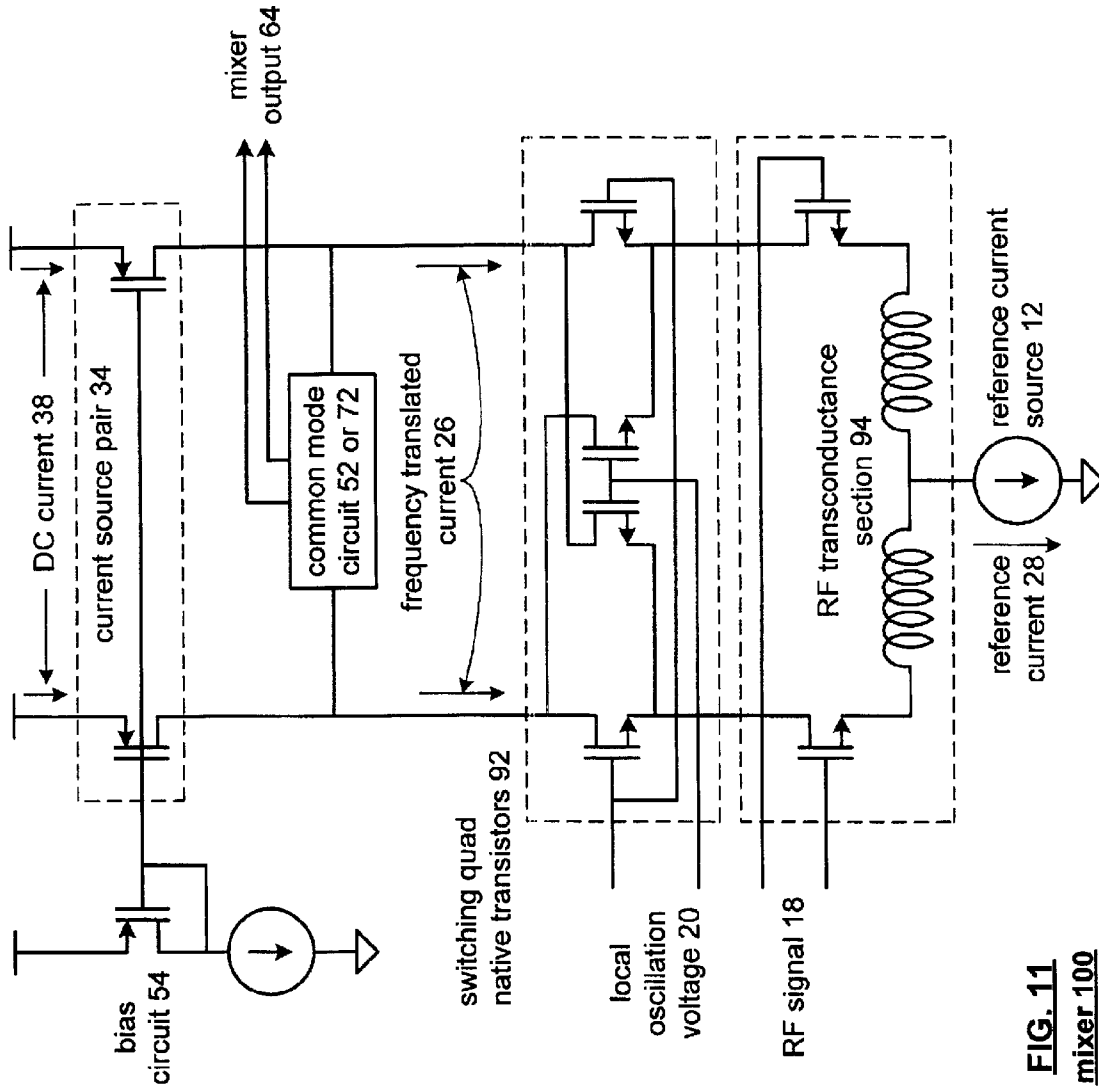 DC current 38
current source pair 34
bias
circuit 54
mixer
output 64
common mode
circuit 52 or 72
frequency translated
current 26
switching quad
native transistors 92
local
oscillation
voltage 20
RF signal 18
RF transconductance
section 94
reference current
source 12
reference
current 28
FIG. 11
mixer 100